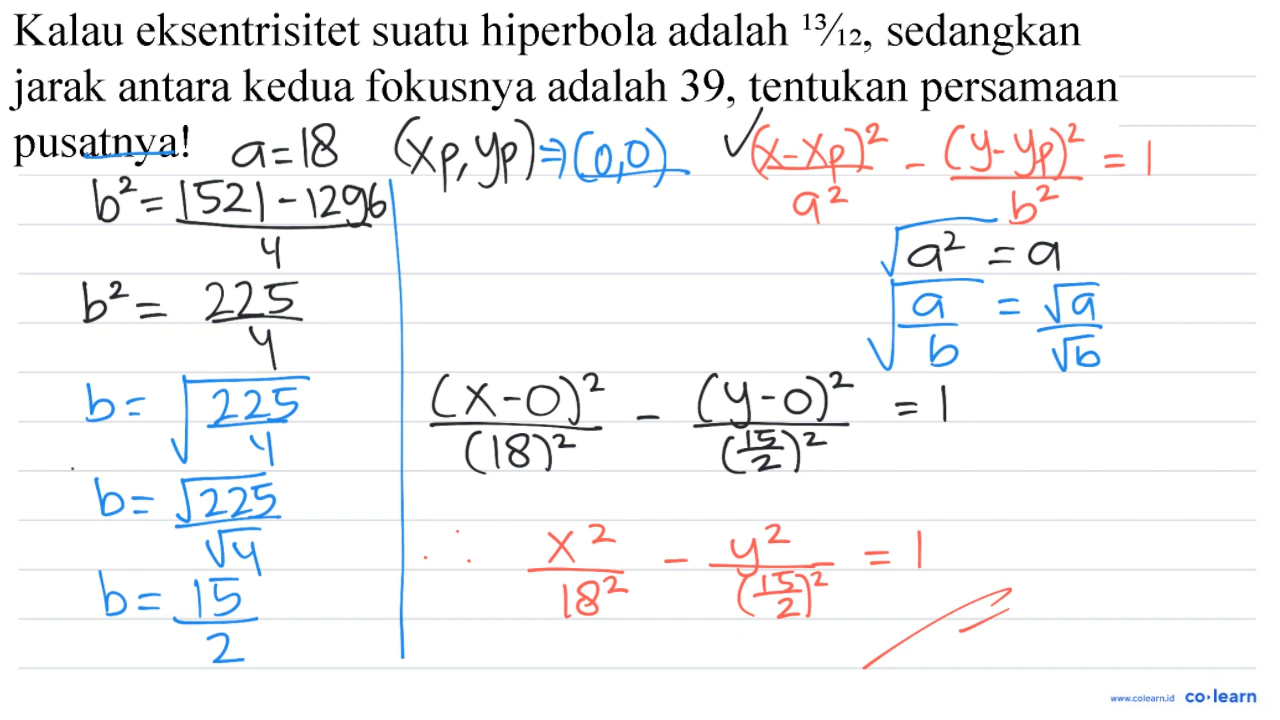 Kalau eksentrisitet suatu hiperbola adalah 13/12, sedangkan
jarak antara kedua fokusnya adalah 39, tentukan persamaan
pusatnya!
a=18 (xp, yp) ⇒ (0,0) ✓ (x-xp)²/a² - (y-yp)²/b² = 1
b² = (1521-1296)/4
√a² = a
b² = 225/4
√(a/b) = √a/√b
b = √(225/4)
(x-0)²/(18)² - (y-0)²/(15/2)² = 1
b = √225/√4
∴ x²/18² - y²/(15/2)² = 1
b = 15/2
www.colearn.id co·learn